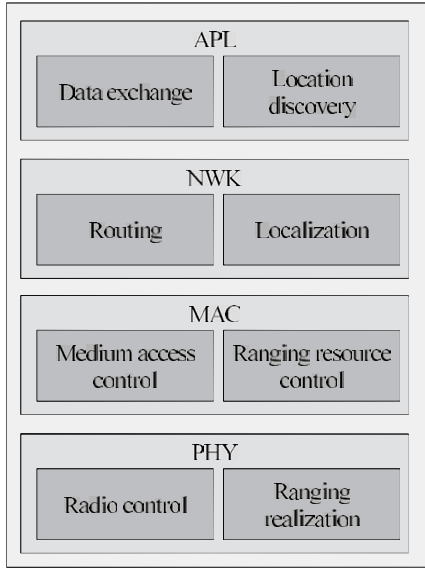 APL
Data exchange
Location
discovery
NWK
Routing
Localization
MAC
Medium access
control
Ranging resource
control
PHY
Radio control
Ranging
realization